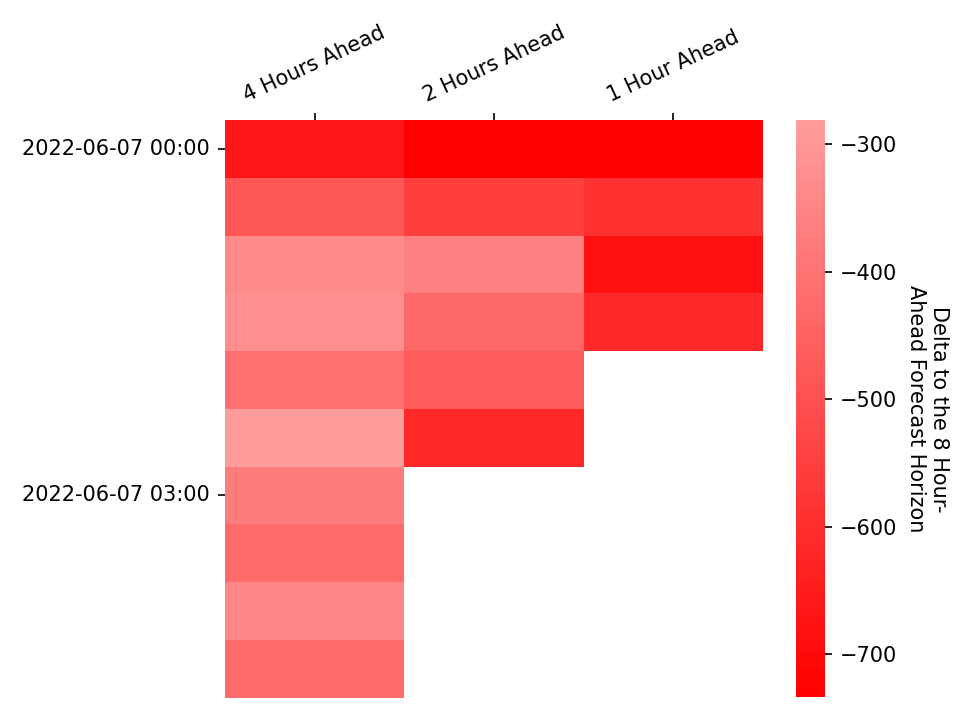 4 Hours Ahead
2 Hours Ahead
1 Hour Ahead
2022-06-07 00:00
2022-06-07 03:00
−300
−400
−500
−600
−700
Delta to the 8 Hour-
Ahead Forecast Horizon